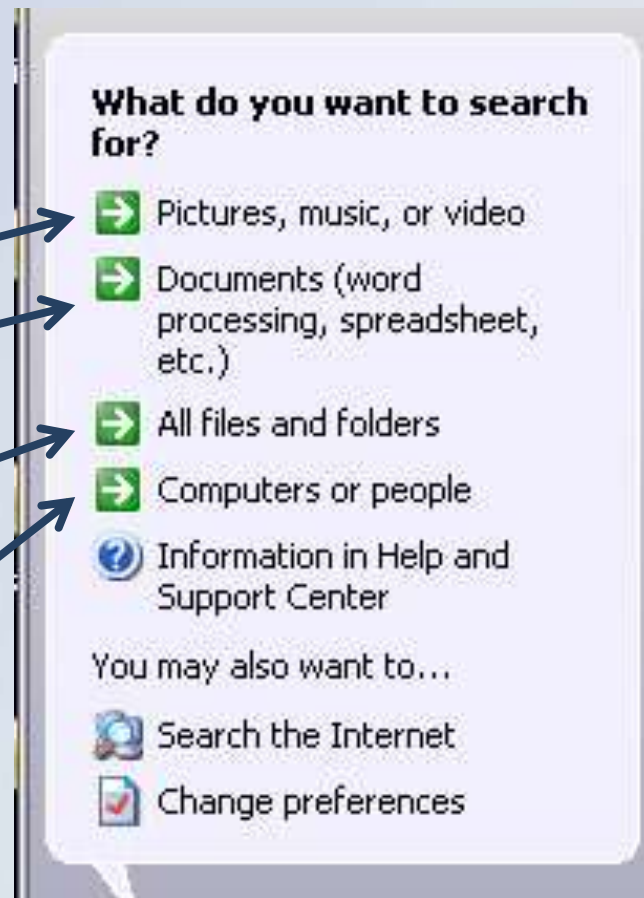 What do you want to search
for?
Pictures, music, or video
Documents (word
processing, spreadsheet,
etc.)
All files and folders
Computers or people
Information in Help and
Support Center
You may also want to...
Search the Internet
Change preferences